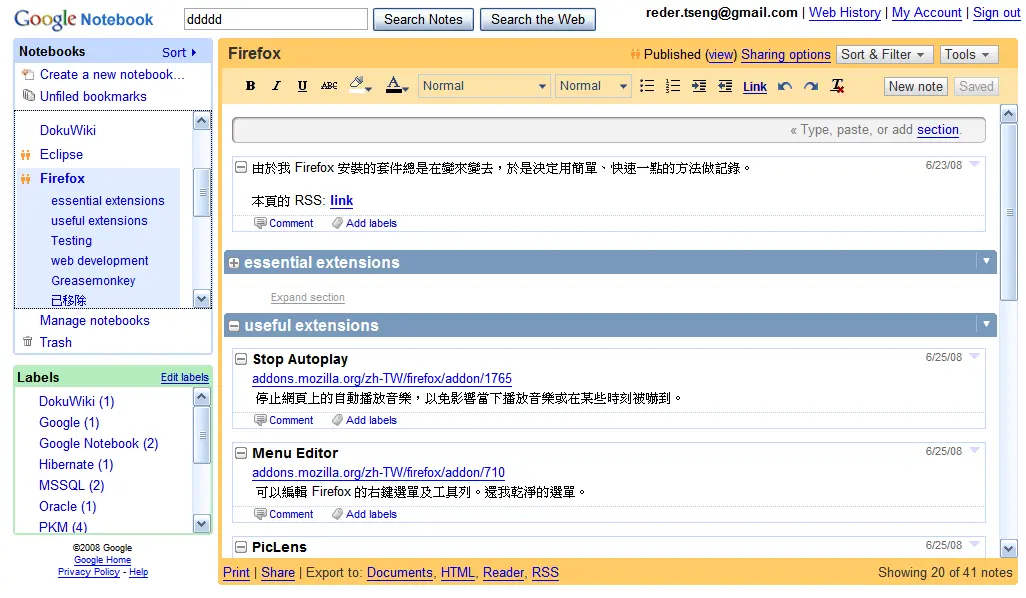 Google Notebook
ddddd
Search Notes
Search the Web
reder.tseng@gmail.com | Web History | My Account | Sign out
Notebooks
Sort
Create a new notebook...
Unfiled bookmarks
DokuWiki
Eclipse
Firefox
essential extensions
useful extensions
Testing
web development
Greasemonkey
已移除
Manage notebooks
Trash
Labels
Edit labels
DokuWiki (1)
Google (1)
Google Notebook (2)
Hibernate (1)
MSSQL (2)
Oracle (1)
PKM (4)
©2008 Google
Google Home
Privacy Policy - Help
Firefox
Published (view) Sharing options
Sort & Filter
Tools
B I U ABC A
Normal
Normal
Link
New note
Saved
« Type, paste, or add section.
由於我 Firefox 安裝的套件總是在變來變去，於是決定用簡單、快速一點的方法做記錄。
6/23/08
本頁的 RSS: link
Comment Add labels
essential extensions
Expand section
useful extensions
Stop Autoplay
6/25/08
addons.mozilla.org/zh-TW/firefox/addon/1765
停止網頁上的自動播放音樂，以免影響當下播放音樂或在某些時刻被嚇到。
Comment Add labels
Menu Editor
6/25/08
addons.mozilla.org/zh-TW/firefox/addon/710
可以編輯 Firefox 的右鍵選單及工具列。還我乾淨的選單。
Comment Add labels
PicLens
6/25/08
Print | Share | Export to: Documents, HTML, Reader, RSS
Showing 20 of 41 notes